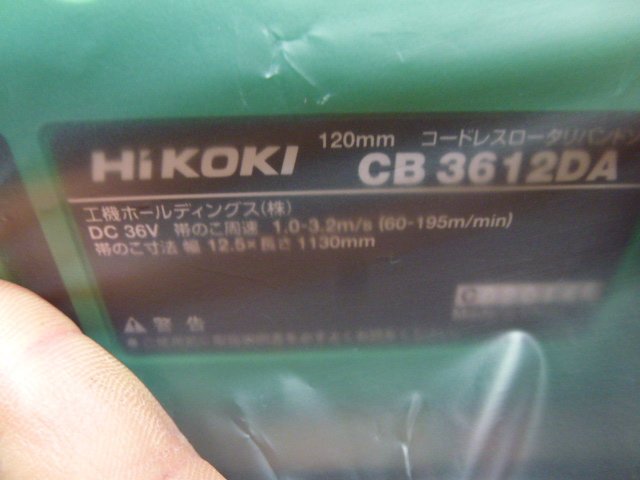 120mm コードレスロータリバンドソ
HiKOKI CB 3612DA
工機ホールディングス(株)
DC 36V 帯のこ周速 1.0-3.2m/s (60-195m/min)
帯のこ寸法 幅 12.5×長さ 1130mm
⚠ 警告